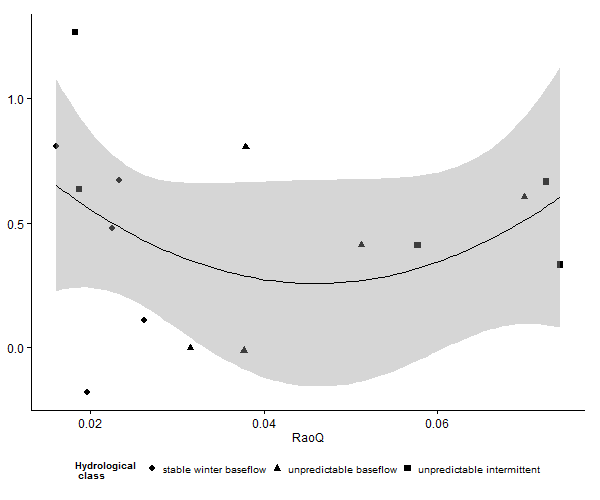 1.0
0.5
0.0
0.02 0.04 0.06
RaoQ
Hydrological
class
stable winter baseflow unpredictable baseflow unpredictable intermittent